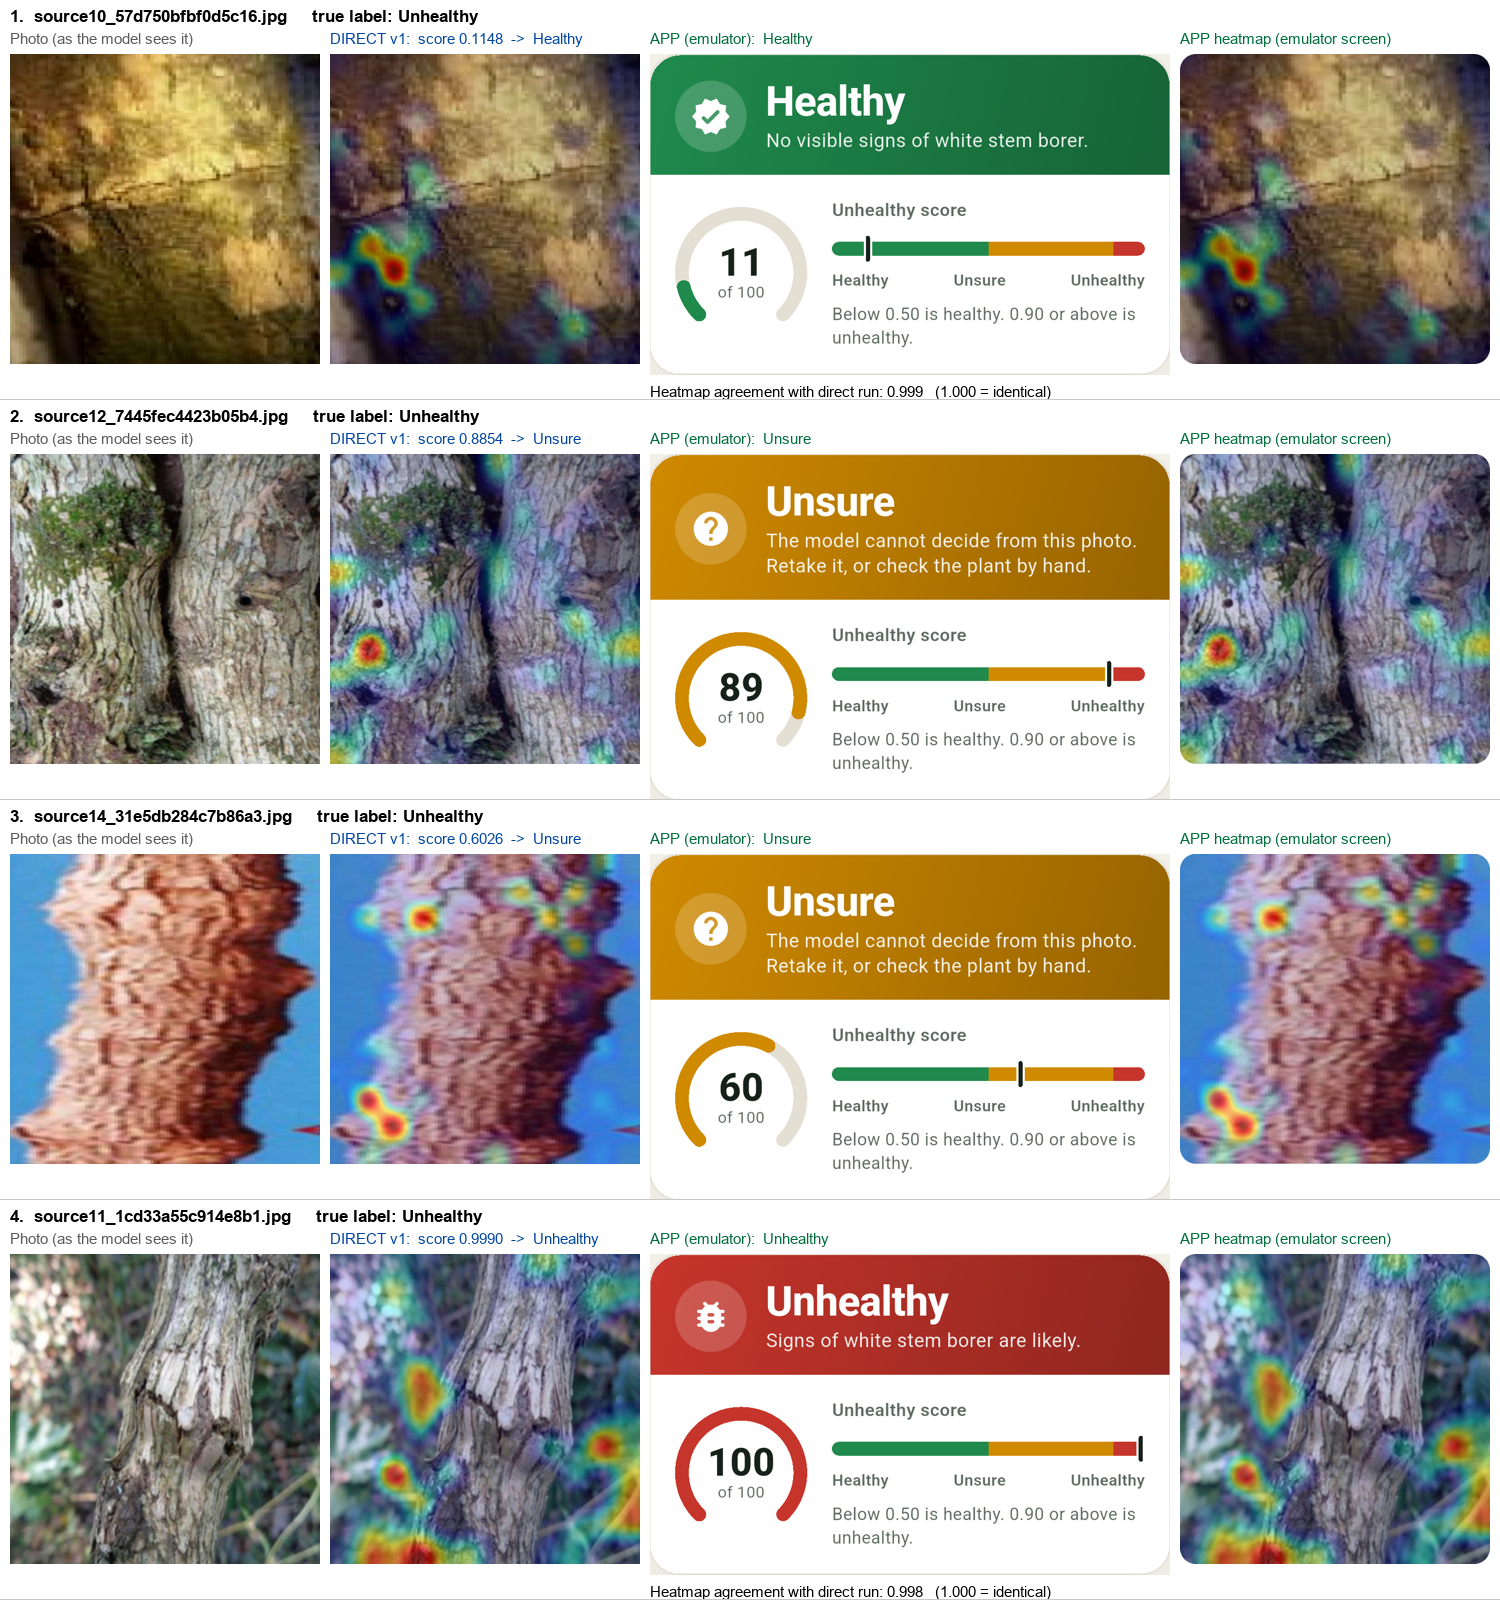 1. source10_57d750bfbf0d5c16.jpg true label: Unhealthy
Photo (as the model sees it) DIRECT v1: score 0.1148 -> Healthy APP (emulator): Healthy APP heatmap (emulator screen)
Healthy
No visible signs of white stem borer.
Unhealthy score
11
of 100
Healthy Unsure Unhealthy
Below 0.50 is healthy. 0.90 or above is
unhealthy.
Heatmap agreement with direct run: 0.999 (1.000 = identical)
2. source12_7445fec4423b05b4.jpg true label: Unhealthy
Photo (as the model sees it) DIRECT v1: score 0.8854 -> Unsure APP (emulator): Unsure APP heatmap (emulator screen)
Unsure
The model cannot decide from this photo.
Retake it, or check the plant by hand.
Unhealthy score
89
of 100
Healthy Unsure Unhealthy
Below 0.50 is healthy. 0.90 or above is
unhealthy.
3. source14_31e5db284c7b86a3.jpg true label: Unhealthy
Photo (as the model sees it) DIRECT v1: score 0.6026 -> Unsure APP (emulator): Unsure APP heatmap (emulator screen)
Unsure
The model cannot decide from this photo.
Retake it, or check the plant by hand.
Unhealthy score
60
of 100
Healthy Unsure Unhealthy
Below 0.50 is healthy. 0.90 or above is
unhealthy.
4. source11_1cd33a55c914e8b1.jpg true label: Unhealthy
Photo (as the model sees it) DIRECT v1: score 0.9990 -> Unhealthy APP (emulator): Unhealthy APP heatmap (emulator screen)
Unhealthy
Signs of white stem borer are likely.
Unhealthy score
100
of 100
Healthy Unsure Unhealthy
Below 0.50 is healthy. 0.90 or above is
unhealthy.
Heatmap agreement with direct run: 0.998 (1.000 = identical)